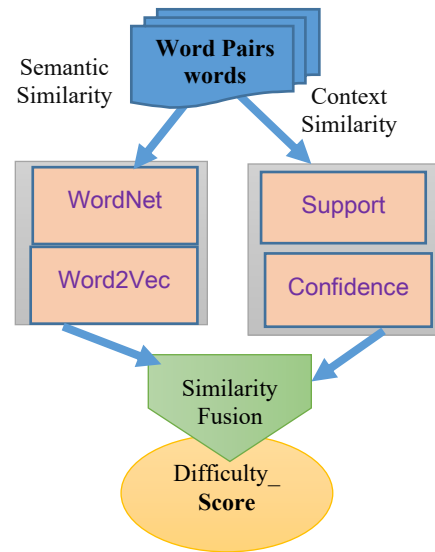 Word Pairs
words
Semantic
Similarity
Context
Similarity
WordNet
Word2Vec
Support
Confidence
Similarity
Fusion
Difficulty_
Score